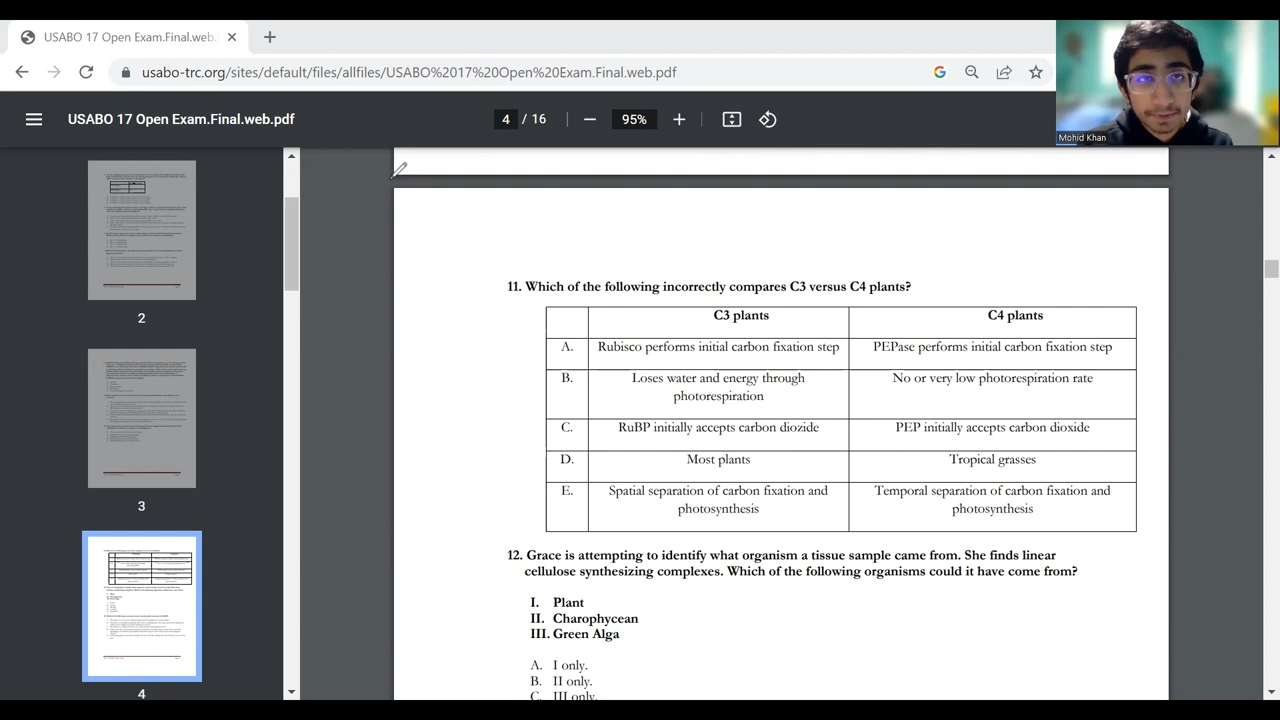 USABO 17 Open Exam.Final.web.
usabo-trc.org/sites/default/files/allfiles/USABO%2017%20Open%20Exam.Final.web.pdf
USABO 17 Open Exam.Final.web.pdf
4 / 16
95%
Mohid Khan
2
3
4
11. Which of the following incorrectly compares C3 versus C4 plants?
C3 plants
C4 plants
A.
Rubisco performs initial carbon fixation step
PEPase performs initial carbon fixation step
B.
Loses water and energy through
photorespiration
No or very low photorespiration rate
C.
RuBP initially accepts carbon diozide
PEP initially accepts carbon dioxide
D.
Most plants
Tropical grasses
E.
Spatial separation of carbon fixation and
photosynthesis
Temporal separation of carbon fixation and
photosynthesis
12. Grace is attempting to identify what organism a tissue sample came from. She finds linear
cellulose synthesizing complexes. Which of the following organisms could it have come from?
I. Plant
II. Charophycean
III. Green Alga
A. I only.
B. II only.
C. III only.